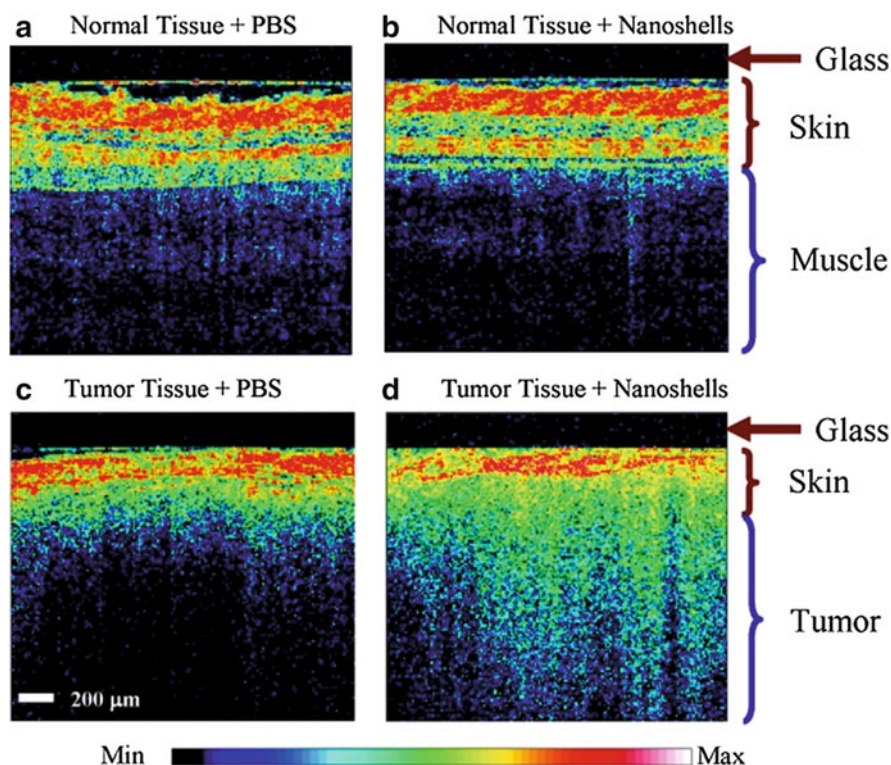 a Normal Tissue + PBS
b Normal Tissue + Nanoshells
Glass
Skin
Muscle
c Tumor Tissue + PBS
d Tumor Tissue + Nanoshells
Glass
Skin
Tumor
200 μm
Min
Max